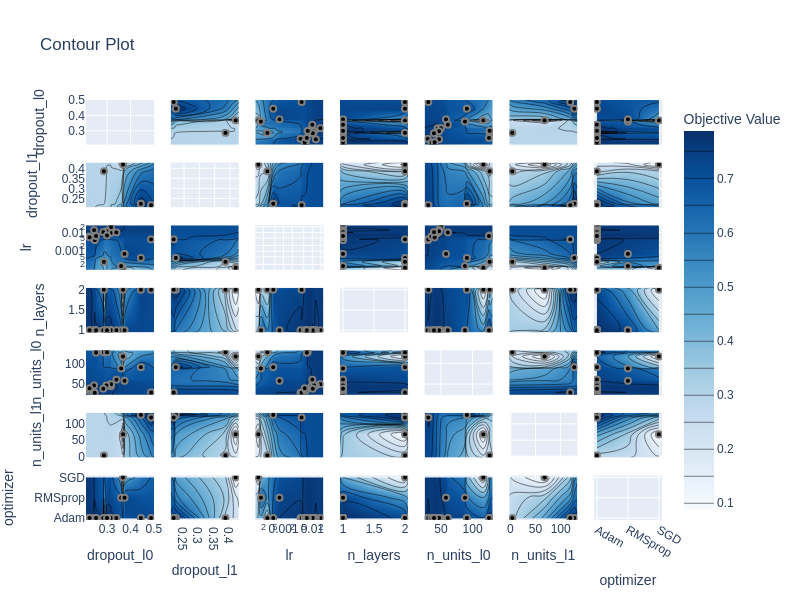 Contour Plot
Objective Value
dropout_l0
0.5
0.4
0.3
dropout_l1
0.4
0.35
0.3
0.25
lr
0.01
0.001
n_layers
2
1.5
1
n_units_l0
100
50
n_units_l1
100
50
0
optimizer
SGD
RMSprop
Adam
0.3 0.4 0.5
dropout_l0
0.25 0.3 0.35 0.4
dropout_l1
2 0.001 0.01
lr
1 1.5 2
n_layers
50 100
n_units_l0
0 50 100
n_units_l1
Adam RMSprop SGD
optimizer
0.7
0.6
0.5
0.4
0.3
0.2
0.1